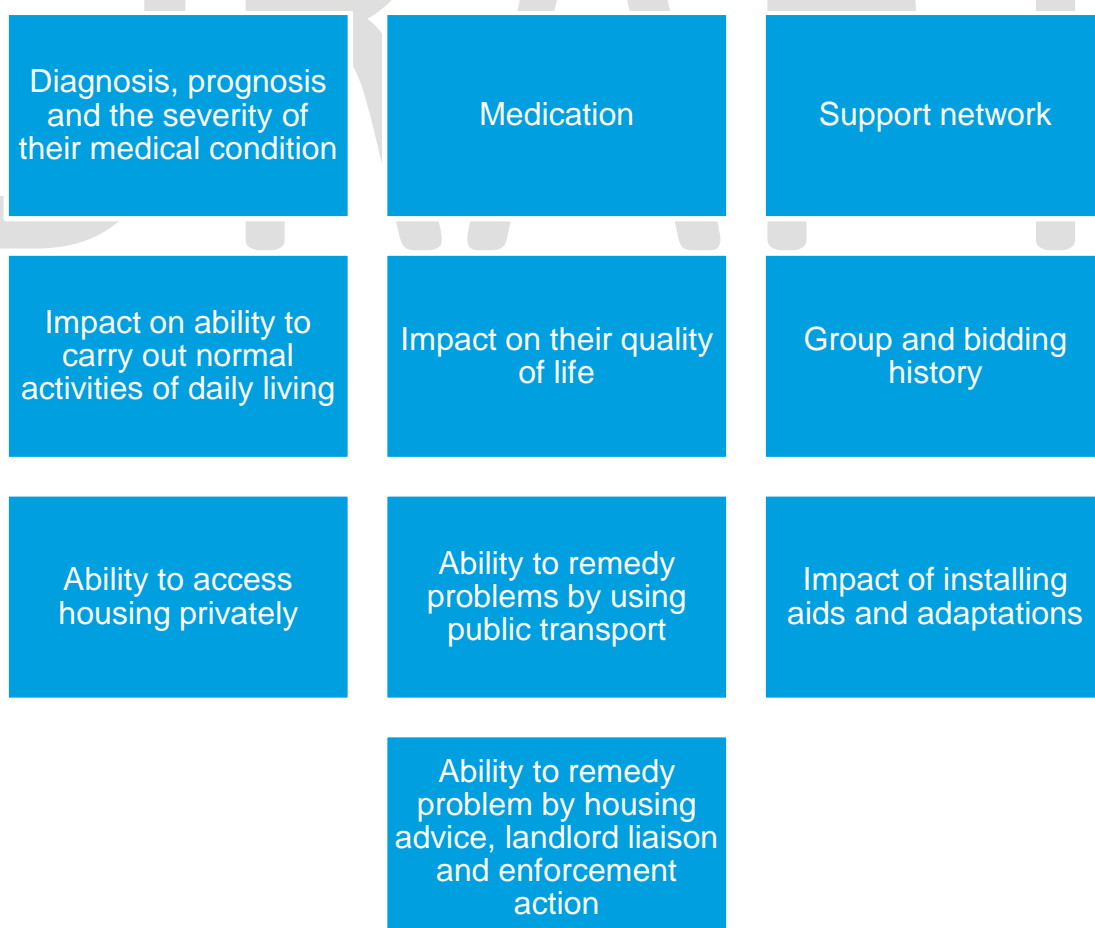 Diagnosis, prognosis
and the severity of
their medical condition
Medication
Support network
Impact on ability to
carry out normal
activities of daily living
Impact on their quality
of life
Group and bidding
history
Ability to access
housing privately
Ability to remedy
problems by using
public transport
Impact of installing
aids and adaptations
Ability to remedy
problem by housing
advice, landlord liaison
and enforcement
action